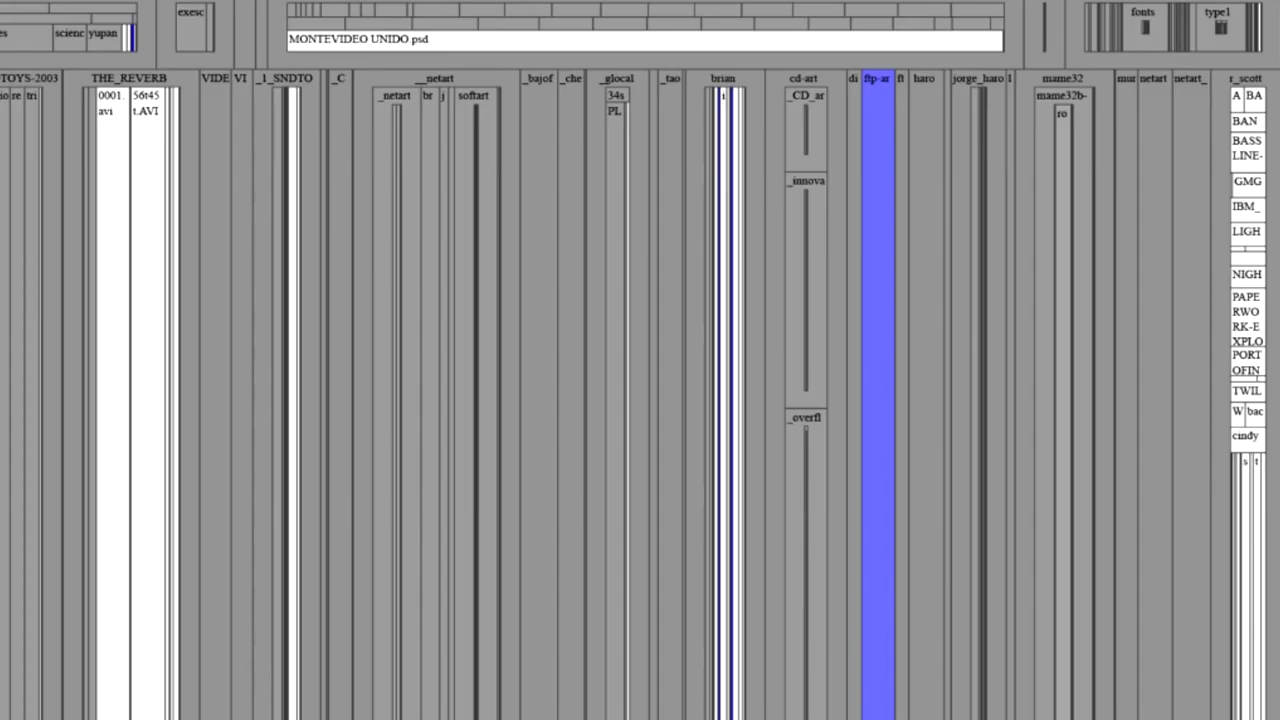 exesc
fonts
type1
es
scienc
yupan
MONTEVIDEO UNIDO psd
TOYS-2003
THE_REVERB
VIDE
VI
_1_SNDTO
_C
__netart
_bajof
_che
_glocal
_tao
brian
cd-art
di
ftp-ar
ft
haro
jorge_haro
l
mame32
mur
netart
netart_
r_scott
io
re
tri
0001.
avi
56t45
t.AVI
_netart
br
j
softart
34s
PL
i
_CD_ar
_innova
_overfl
mame32b-
ro
A
BA
BAN
BASS
LINE-
GMG
IBM_
LIGH
NIGH
PAPE
RWO
RK-E
XPLO
PORT
OFIN
TWIL
W
bac
cindy
s
t